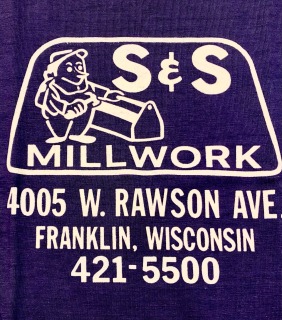 S & S
MILLWORK
4005 W. RAWSON AVE.
FRANKLIN, WISCONSIN
421-5500